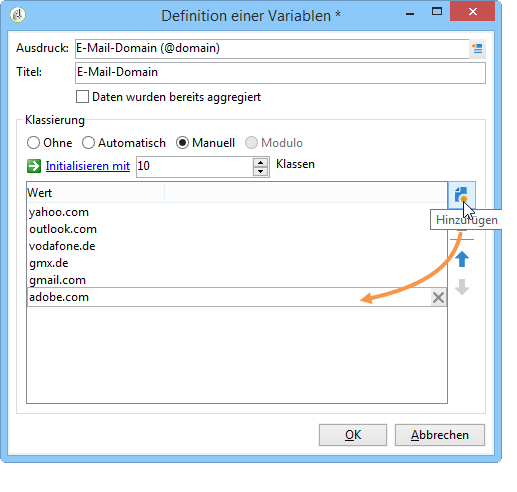 Definition einer Variablen *
Ausdruck: E-Mail-Domain (@domain)
Titel: E-Mail-Domain
Daten wurden bereits aggregiert
Klassierung
Ohne Automatisch Manuell Modulo
Initialisieren mit 10 Klassen
Wert
yahoo.com
outlook.com
Hinzufügen
vodafone.de
gmx.de
gmail.com
adobe.com
OK Abbrechen